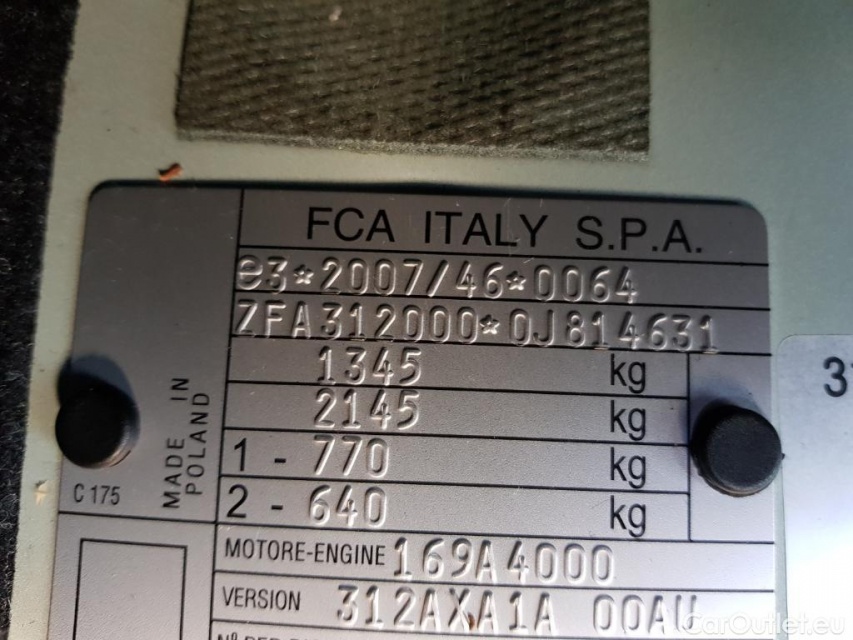 FCA ITALY S.P.A.
e3*2007/46*0064
ZFA312000*0J814631
1345 kg
2145 kg
1 - 770 kg
2 - 640 kg
MADE IN
POLAND
C 175
MOTORE-ENGINE 169A4000
VERSION 312AXA1A 00AU
3
CarOutlet.eu